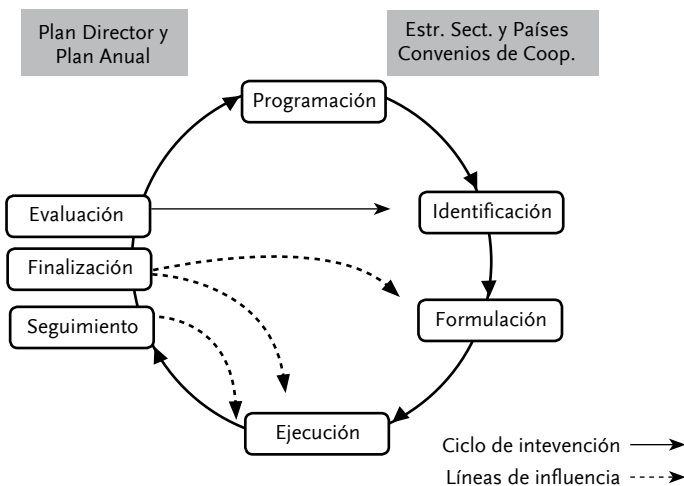 Plan Director y
Plan Anual
Estr. Sect. y Países
Convenios de Coop.
Programación
Evaluación
Identificación
Finalización
Formulación
Seguimiento
Ejecución
Ciclo de intevención
Líneas de influencia